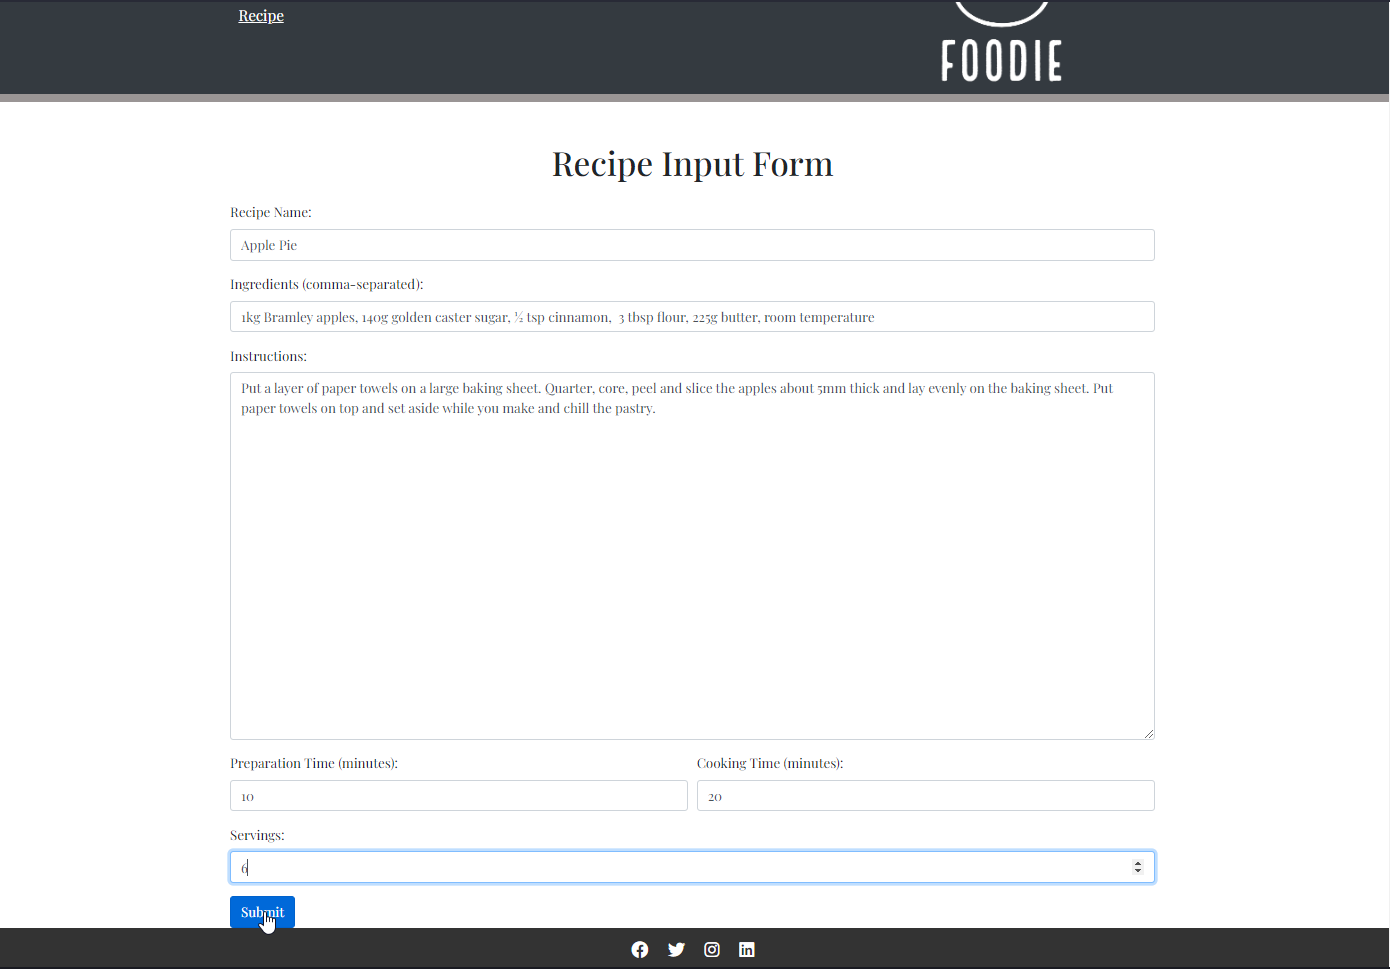 Recipe
FOODIE
Recipe Input Form
Recipe Name:
Apple Pie
Ingredients (comma-separated):
1kg Bramley apples, 140g golden caster sugar, ½ tsp cinnamon,  3 tbsp flour, 225g butter, room temperature
Instructions:
Put a layer of paper towels on a large baking sheet. Quarter, core, peel and slice the apples about 5mm thick and lay evenly on the baking sheet. Put
paper towels on top and set aside while you make and chill the pastry.
Preparation Time (minutes):
Cooking Time (minutes):
10
20
Servings:
6
Submit